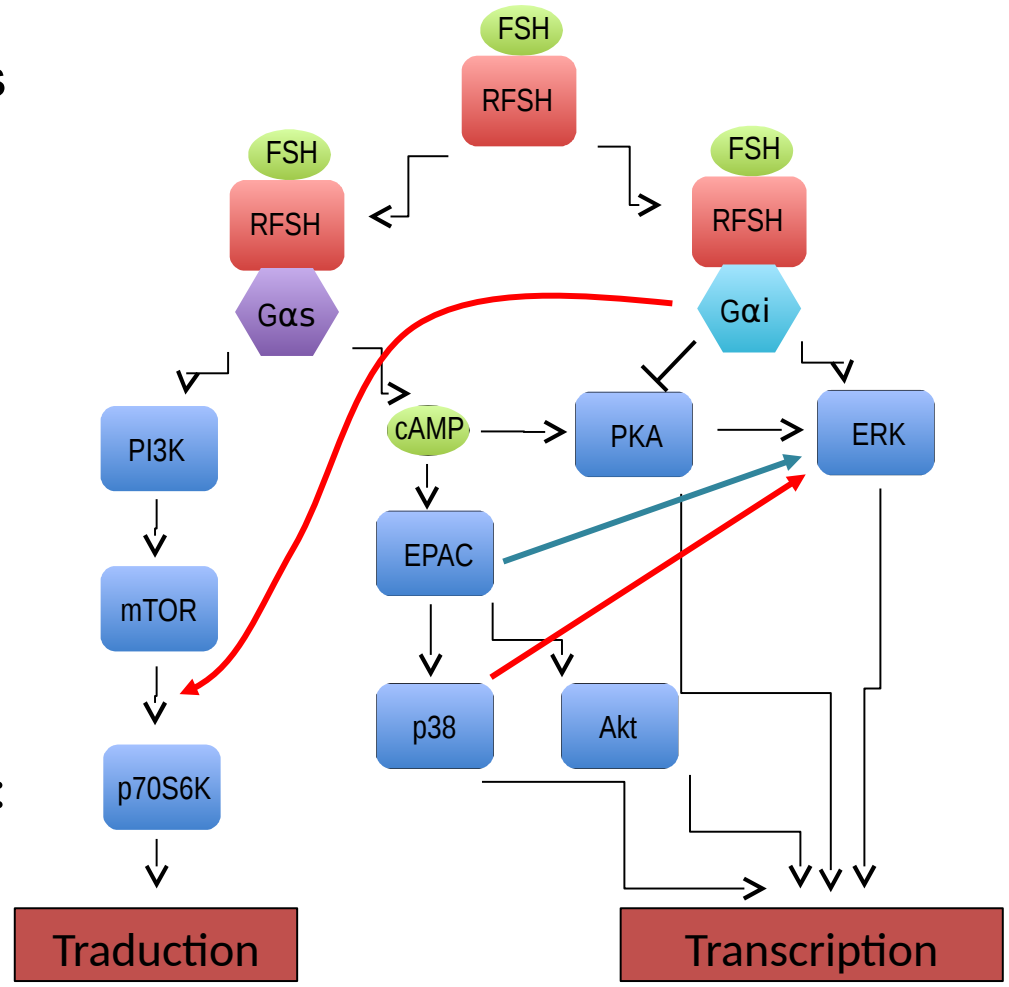 FSH
s
RFSH
FSH
FSH
RFSH
RFSH
Gαs
Gαi
cAMP
PKA
ERK
PI3K
EPAC
mTOR
p38
Akt
p70S6K
:
Traduction
Transcription